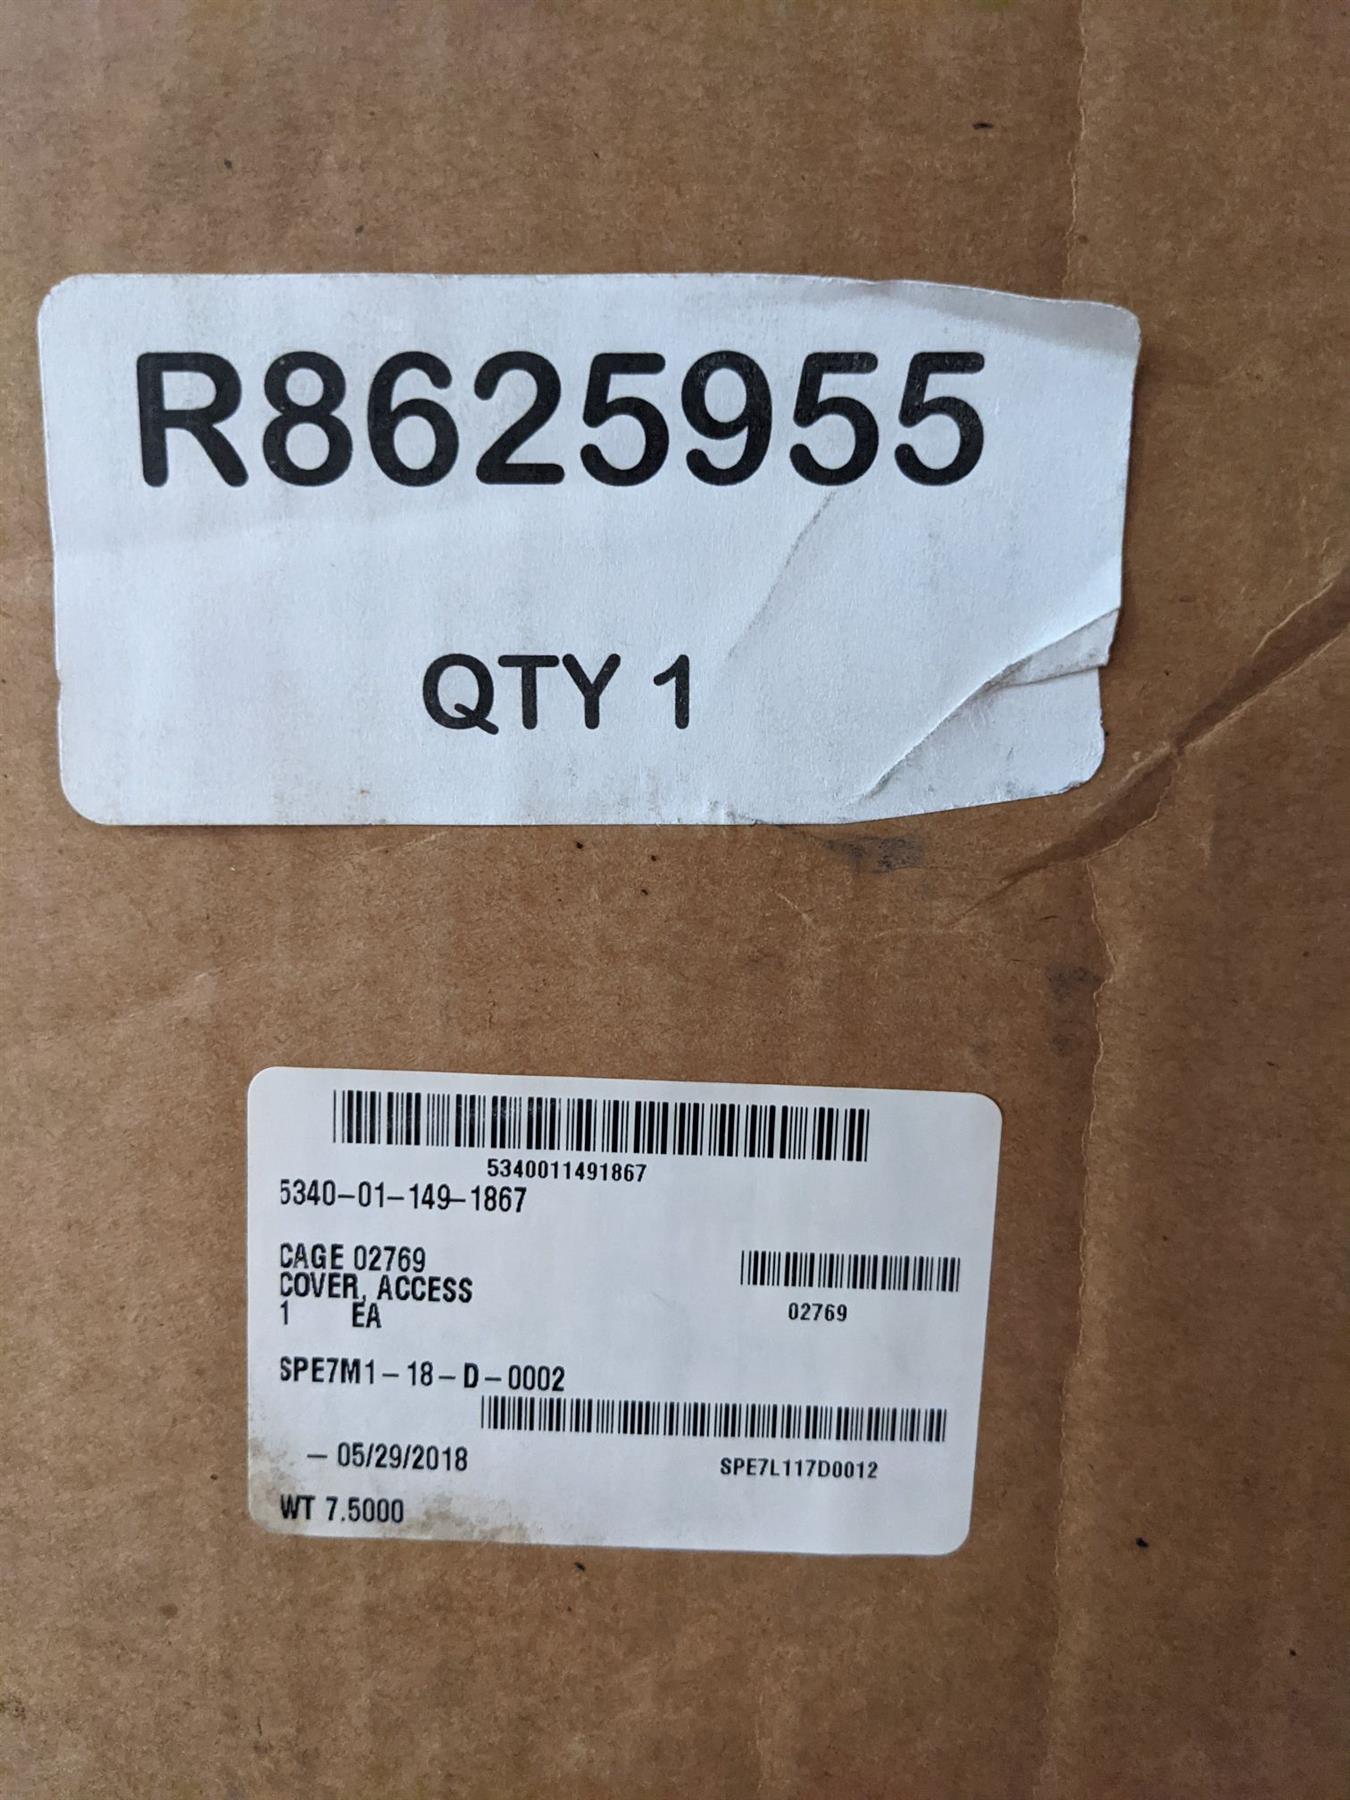 R8625955
QTY 1
5340011491867
5340-01-149-1867
CAGE 02769
COVER, ACCESS
1 EA
02769
SPE7M1-18-D-0002
- 05/29/2018
SPE7L117D0012
WT 7.5000